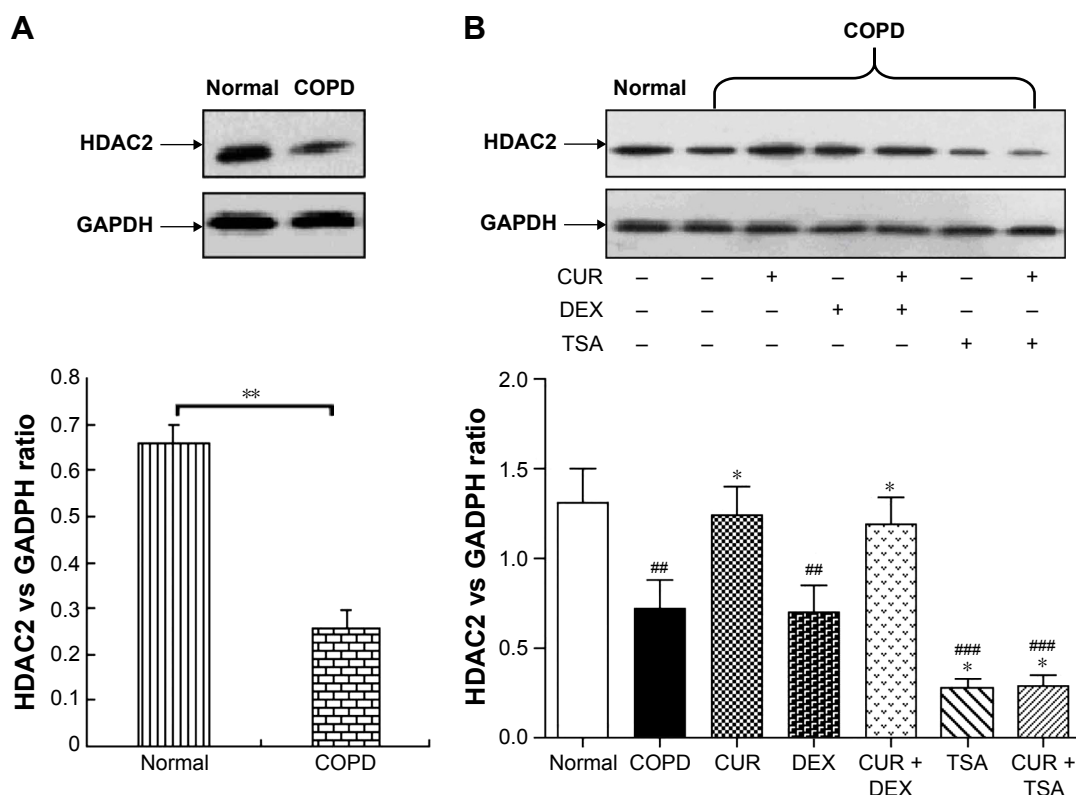 A
Normal COPD
HDAC2
GAPDH
HDAC2 vs GADPH ratio
0.8
0.7
0.6
0.5
0.4
0.3
0.2
0.1
0
**
Normal COPD
B
COPD
Normal
HDAC2
GAPDH
CUR – – + – + – +
DEX – – – + + – –
TSA – – – – – + +
HDAC2 vs GADPH ratio
2.0
1.5
1.0
0.5
0.0
## * ## * ### * ### *
Normal COPD CUR DEX CUR + DEX TSA CUR + TSA